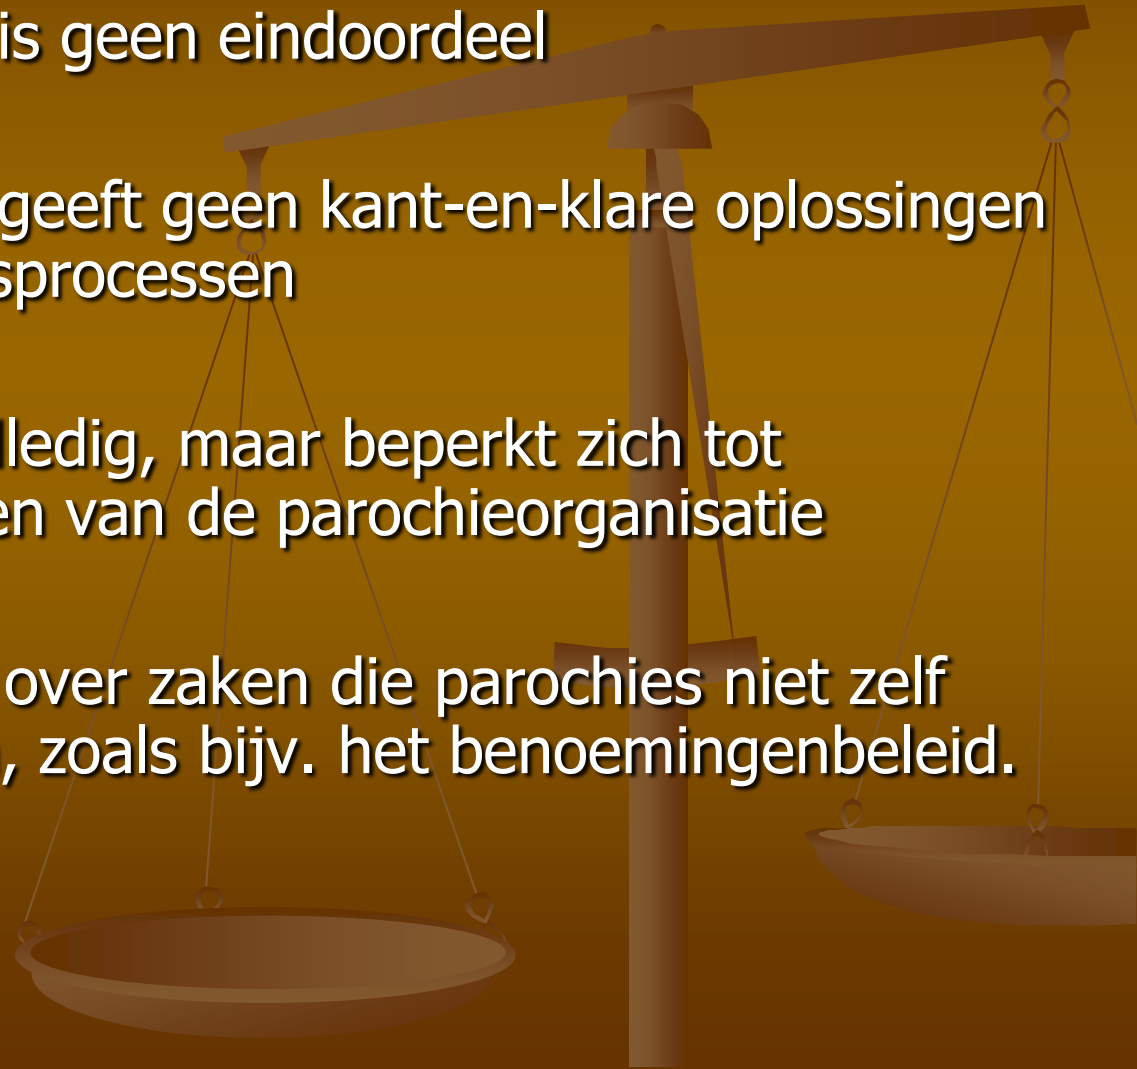 is geen eindoordeel
geeft geen kant-en-klare oplossingen
sprocessen
lledig, maar beperkt zich tot
en van de parochieorganisatie
over zaken die parochies niet zelf
, zoals bijv. het benoemingenbeleid.